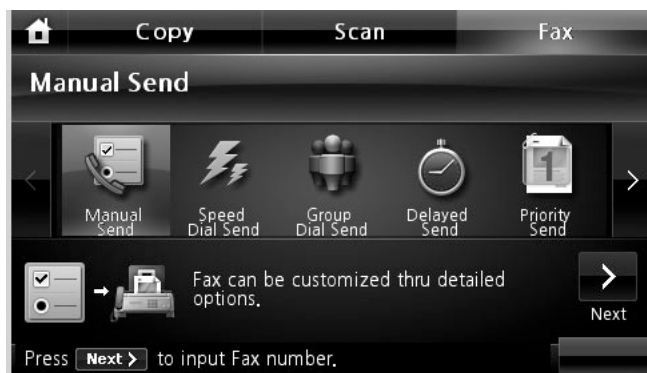 Copy Scan Fax
Manual Send
Manual Send
Speed Dial Send
Group Dial Send
Delayed Send
1
Priority Send
Fax can be customized thru detailed
options.
Next
Press Next > to input Fax number.